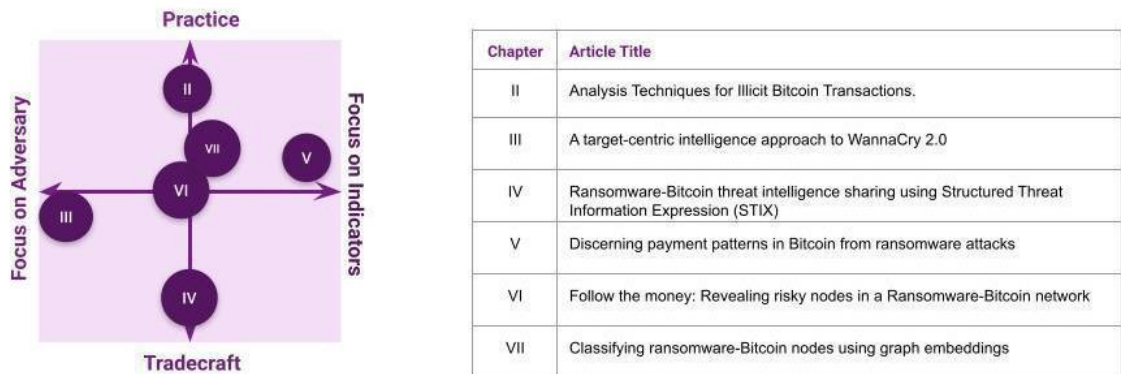 Practice
Focus on Adversary
Focus on Indicators
II
VII
V
VI
III
IV
Tradecraft
Chapter Article Title
II Analysis Techniques for Illicit Bitcoin Transactions.
III A target-centric intelligence approach to WannaCry 2.0
IV Ransomware-Bitcoin threat intelligence sharing using Structured Threat
Information Expression (STIX)
V Discerning payment patterns in Bitcoin from ransomware attacks
VI Follow the money: Revealing risky nodes in a Ransomware-Bitcoin network
VII Classifying ransomware-Bitcoin nodes using graph embeddings